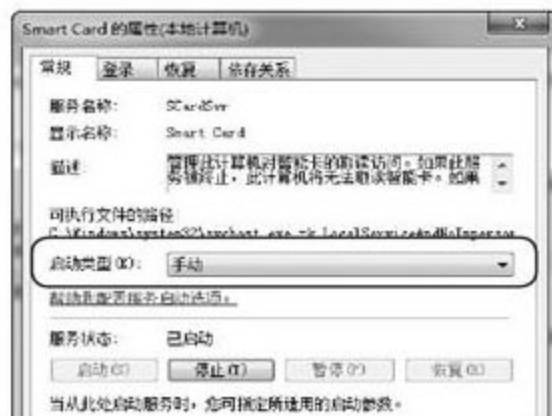 Smart Card 的属性(本地计算机)
常规 登录 恢复 依存关系
服务名称: SCardSvr
显示名称: Smart Card
描述: 管理此计算机对智能卡的取读访问。如果此服
务被终止，此计算机将无法取读智能卡。如果
可执行文件的路径
C:\Windows\system32\svchost.exe -k LocalServiceAndNoImperson
启动类型(E): 手动
帮助我配置服务启动选项。
服务状态: 已启动
启动(S) 停止(T) 暂停(P) 恢复(R)
当从此处启动服务时，您可指定所适用的启动参数。